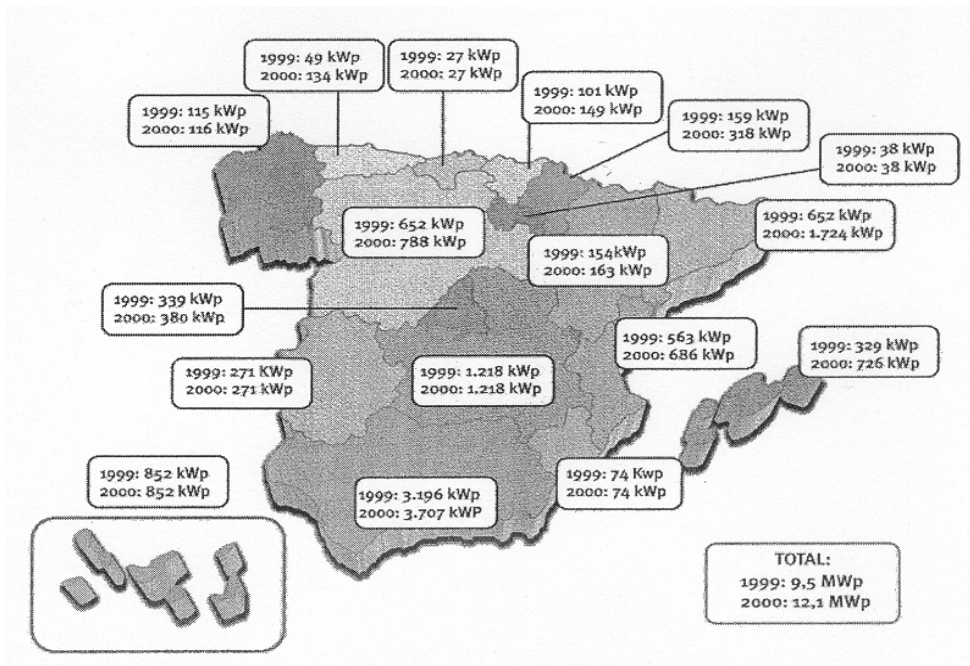 1999: 49 kWp
2000: 134 kWp
1999: 27 kWp
2000: 27 kWp
1999: 101 kWp
2000: 149 kWp
1999: 115 kWp
2000: 116 kWp
1999: 159 kWp
2000: 318 kWp
1999: 38 kWp
2000: 38 kWp
1999: 652 kWp
2000: 788 kWp
1999: 652 kWp
2000: 1.724 kWp
1999: 154kWp
2000: 163 kWp
1999: 339 kWp
2000: 380 kWp
1999: 563 kWp
2000: 686 kWp
1999: 329 kWp
2000: 726 kWp
1999: 271 KWp
2000: 271 kWp
1999: 1.218 kWp
2000: 1.218 kWp
1999: 852 kWp
2000: 852 kWp
1999: 74 Kwp
2000: 74 kWp
1999: 3.196 kWp
2000: 3.707 kWP
TOTAL:
1999: 9,5 MWp
2000: 12,1 MWp